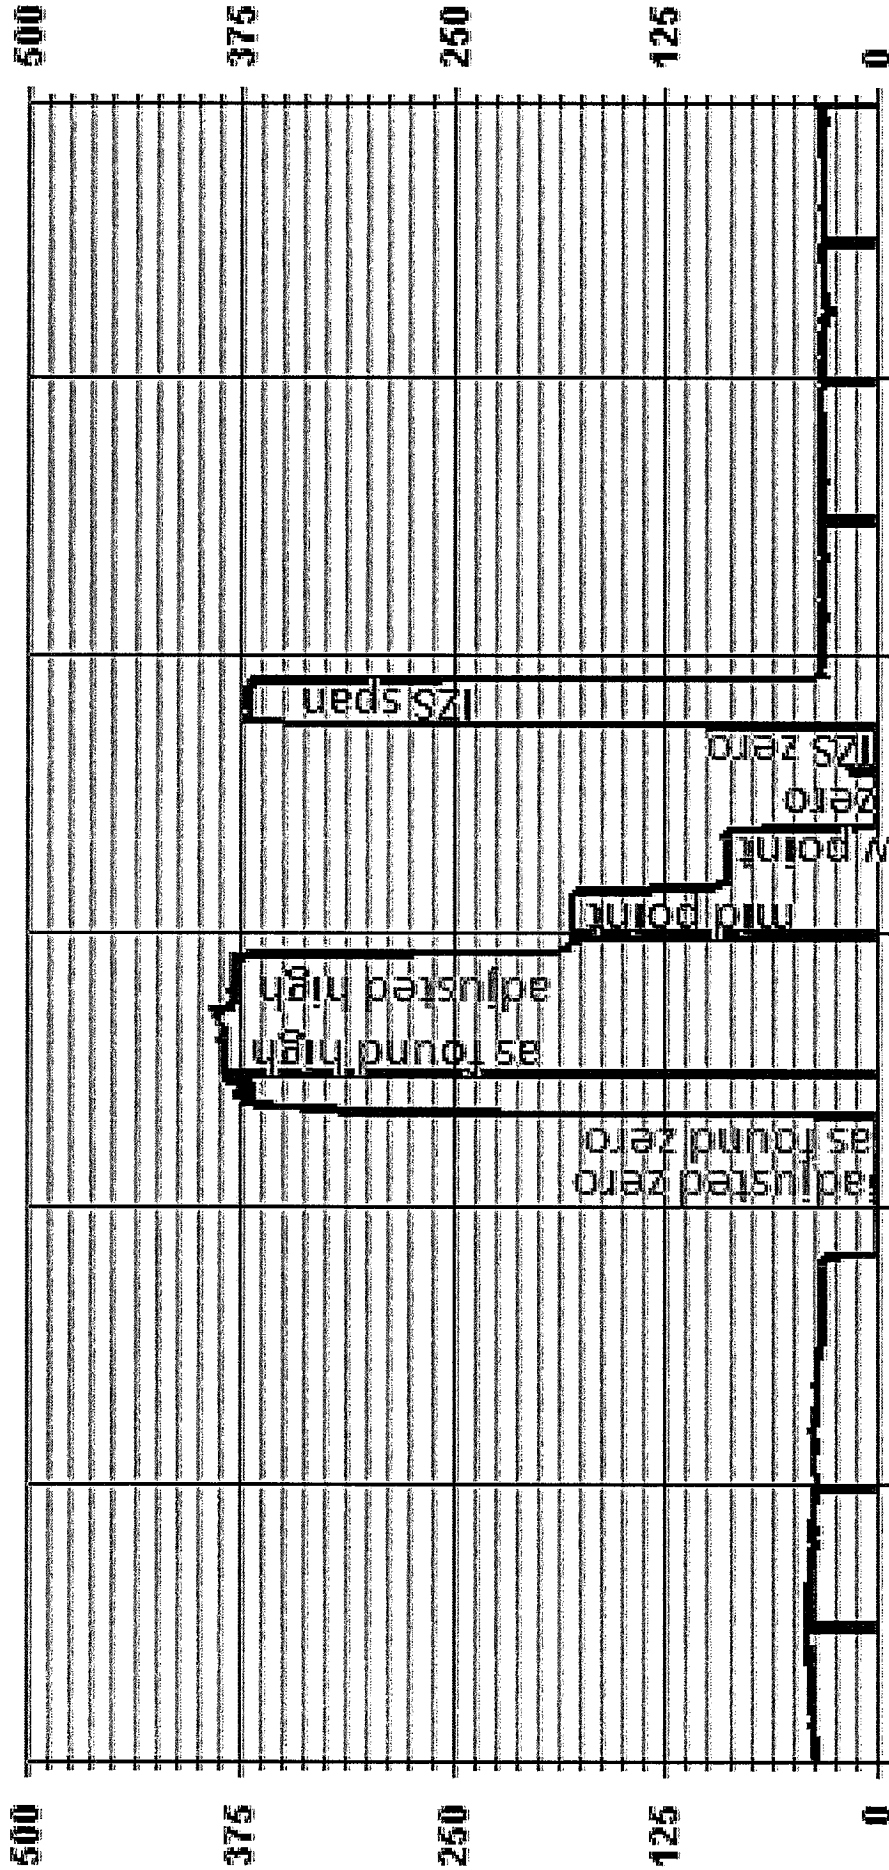 500
375
250
125
0
IZS span
IZS zero
zero
point
mid point
adjusted high
as found high
as found zero
adjusted zero
500
375
250
125
0